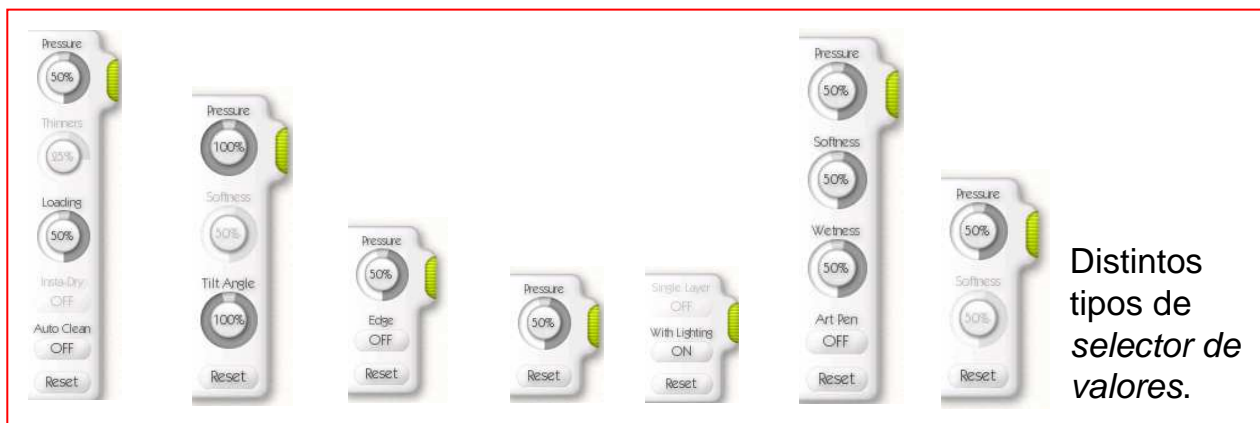 Pressure
50%
Thinners
25%
Loading
50%
Insta-Dry
OFF
Auto Clean
OFF
Reset
Pressure
100%
Softness
50%
Tilt Angle
100%
Reset
Pressure
50%
Edge
OFF
Reset
Pressure
50%
Reset
Single Layer
OFF
With Lighting
ON
Reset
Pressure
50%
Softness
50%
Wetness
50%
Art Pen
OFF
Reset
Pressure
50%
Softness
50%
Reset
Distintos
tipos de
selector de
valores.